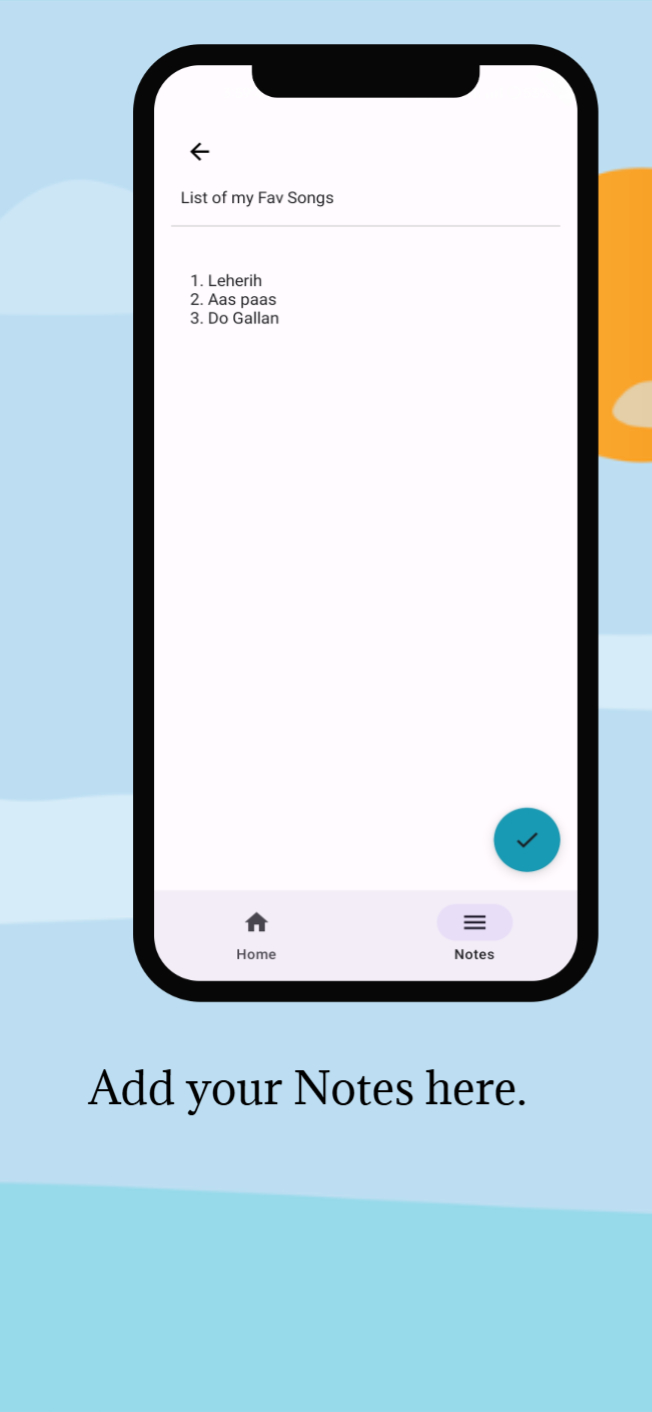 List of my Fav Songs
1. Leherih
2. Aas paas
3. Do Gallan
Home
Notes
Add your Notes here.